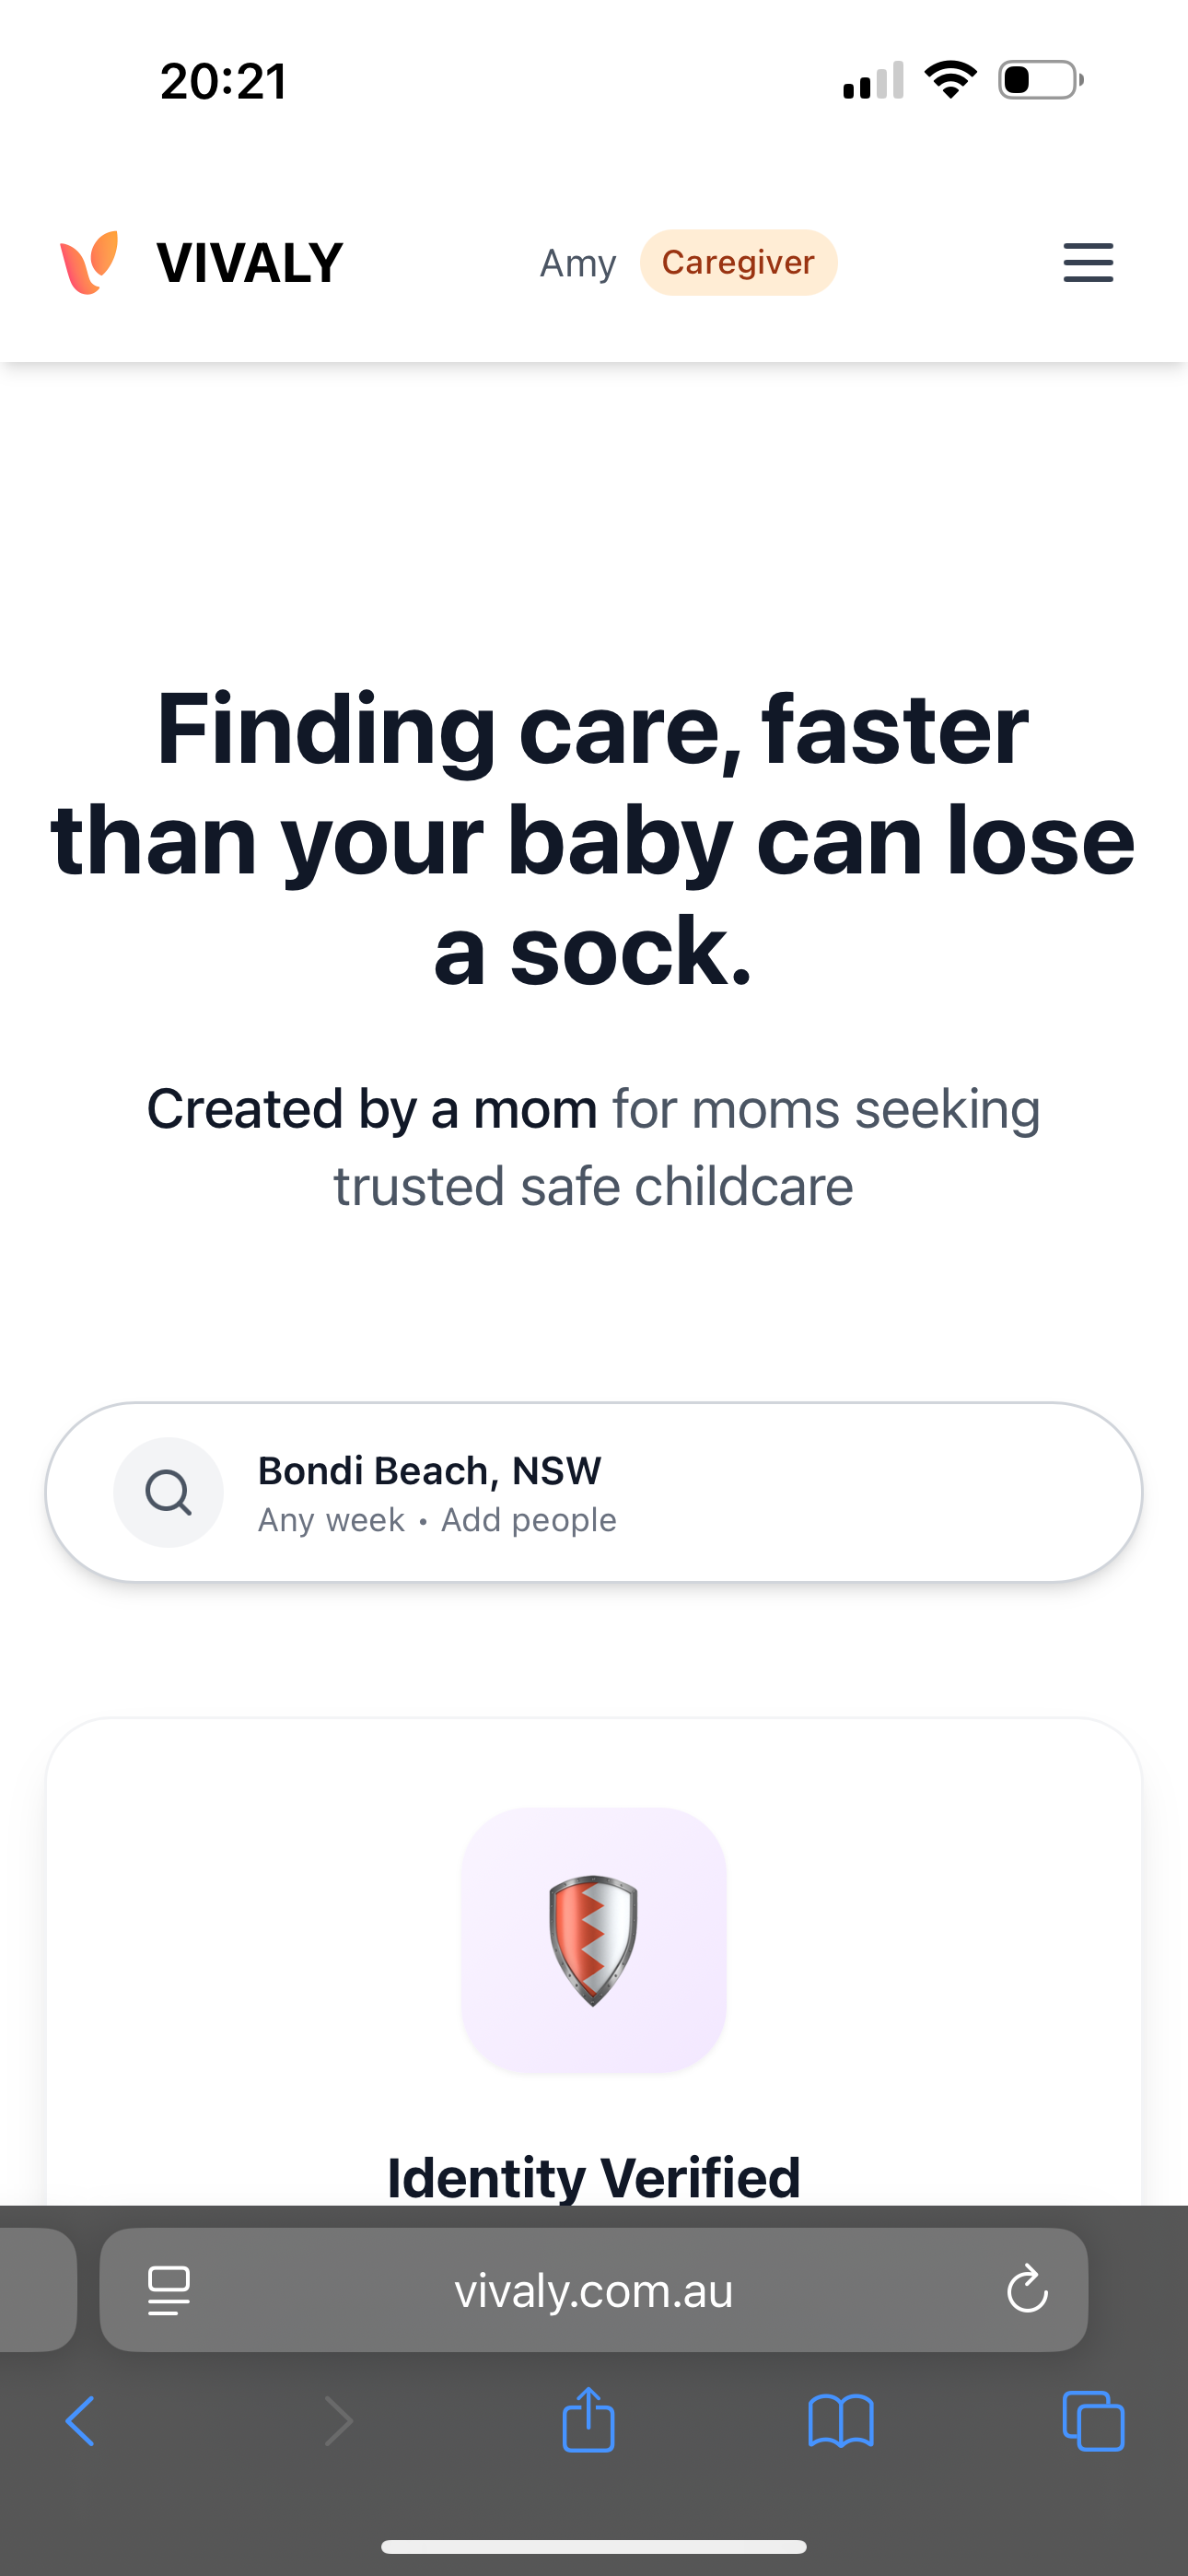 20:21
VIVALY
Amy Caregiver
Finding care, faster
than your baby can lose
a sock.
Created by a mom for moms seeking
trusted safe childcare
Bondi Beach, NSW
Any week • Add people
Identity Verified
vivaly.com.au